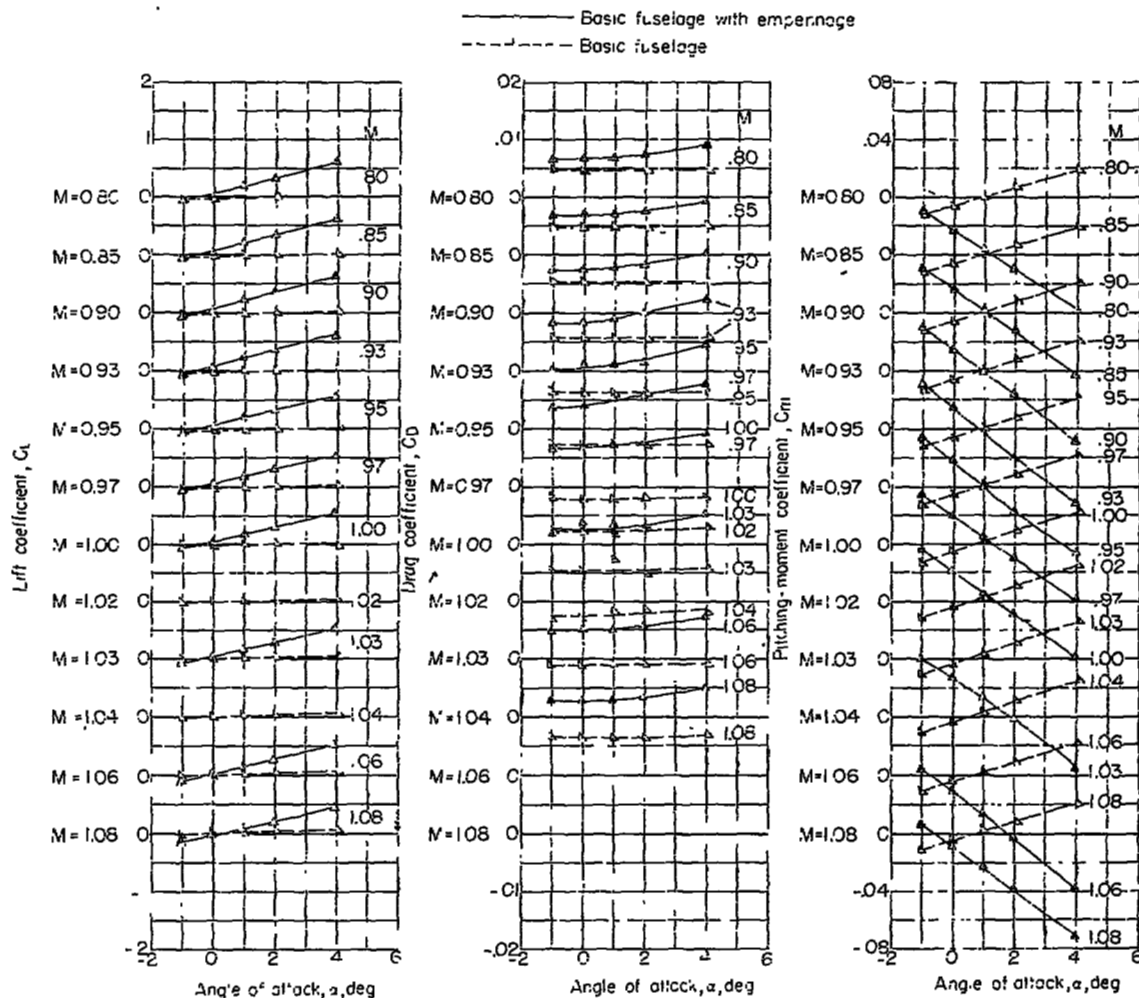 Basic fuselage with empennage
Basic fuselage
Lift coefficient, CL
2
1
M
M=0.80 0 .80
M=0.85 0 .85
M=0.90 0 .90
M=0.93 0 .93
M=0.95 0 .95
M=0.97 0 .97
M=1.00 0 1.00
M=1.02 0 1.02
M=1.03 0 1.03
M=1.04 0 1.04
M=1.06 0 1.06
M=1.08 0 1.08
-2
-2 0 2 4 6
Angle of attack, α, deg
Drag coefficient, CD
.02
.01
M
.80
M=0.80 0
.85
M=0.85 0
.90
M=0.90 0
.93
.95
M=0.93 0
.97
.95
M=0.95 0
1.00
.97
M=0.97 0
1.00
1.03
1.02
M=1.00 0
1.03
M=1.02 0
1.04
1.06
M=1.03 0
1.06
1.08
M=1.04 0
1.08
M=1.06 0
M=1.08 0
-.01
-.02
-2 0 2 4 6
Angle of attack, α, deg
Pitching-moment coefficient, Cm
.08
.04
M
.80
M=0.80 0
.85
M=0.85 0
.90
.80
M=0.90 0
.93
M=0.93 0
.85
.95
M=0.95 0
.90
.97
M=0.97 0
.93
1.00
M=1.00 0
.95
1.02
M=1.02 0
.97
1.03
M=1.03 0
1.00
1.04
M=1.04 0
1.06
M=1.06 0
1.03
1.08
M=1.08 0
1.06
-.04
1.08
-.08
-2 0 2 4 6
Angle of attack, α, deg